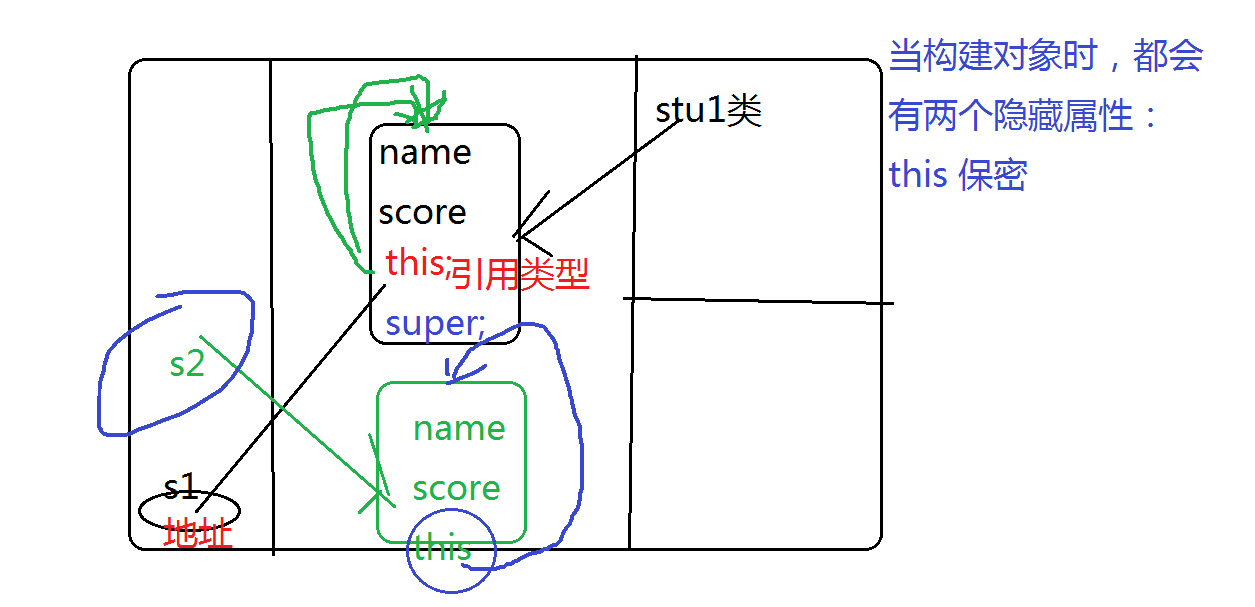 当构建对象时，都会
有两个隐藏属性：
this 保密
stu1类
name
score
this;引用类型
super;
s2
name
score
this
s1
地址